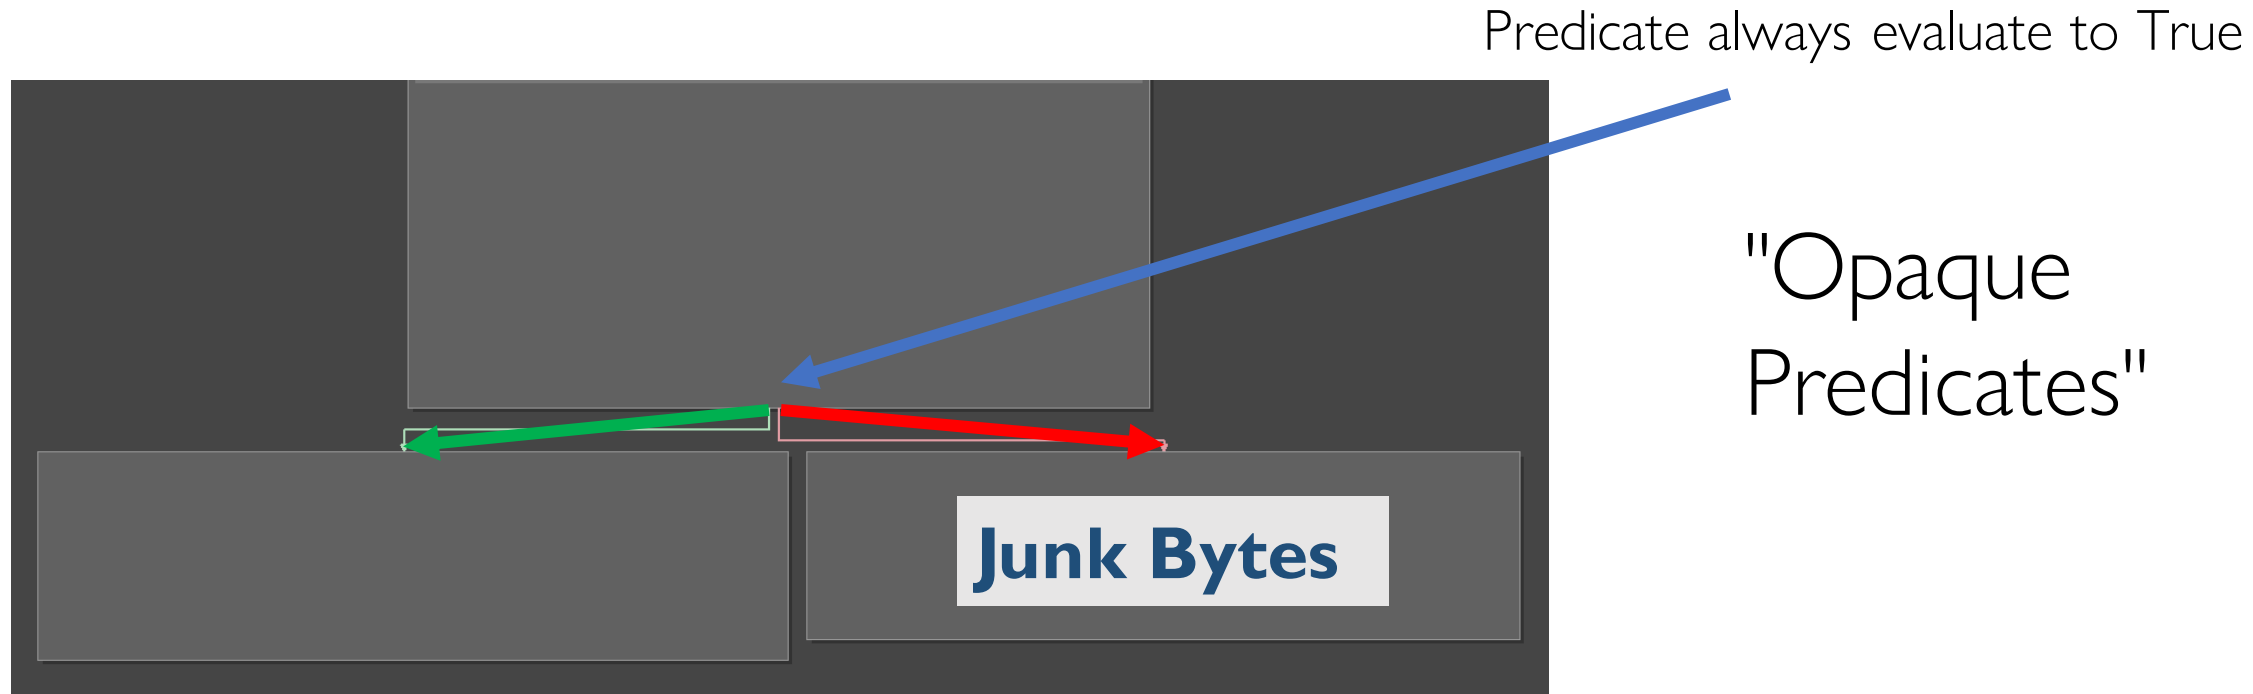 Predicate always evaluate to True
"Opaque
Predicates"
Junk Bytes